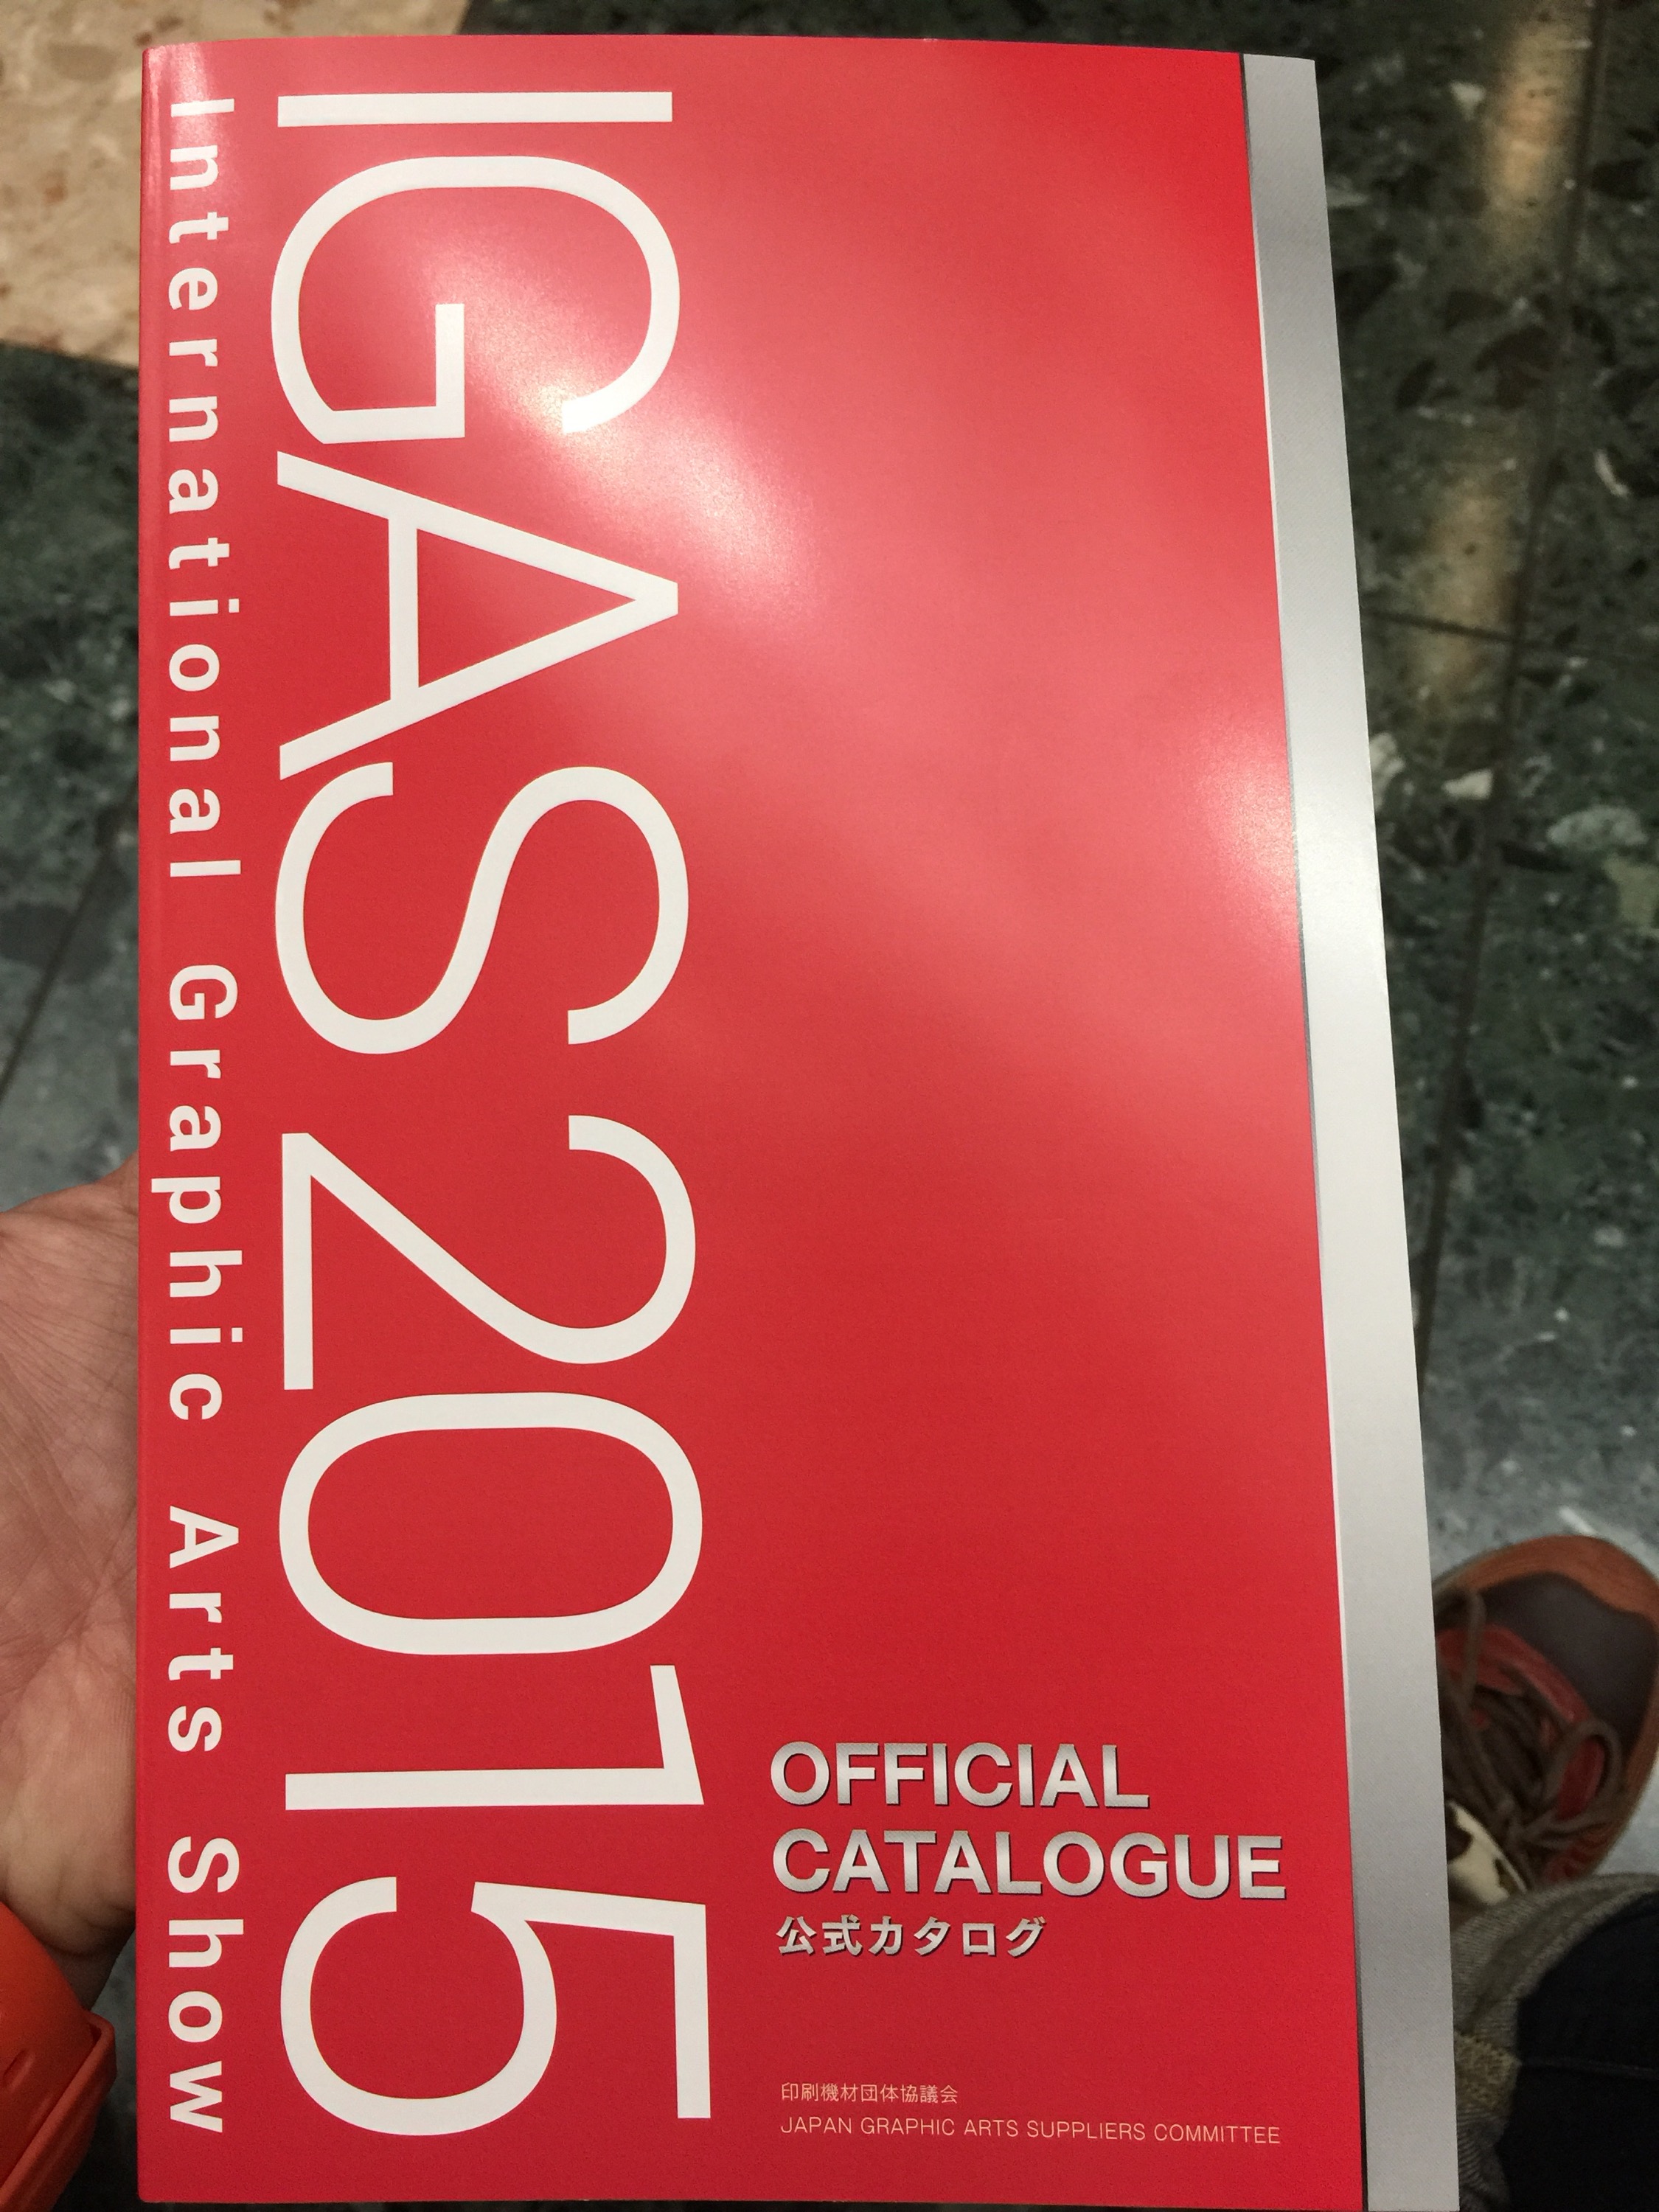 IGAS2015
International Graphic Arts Show
OFFICIAL
CATALOGUE
公式カタログ
印刷機材団体協議会
JAPAN GRAPHIC ARTS SUPPLIERS COMMITTEE